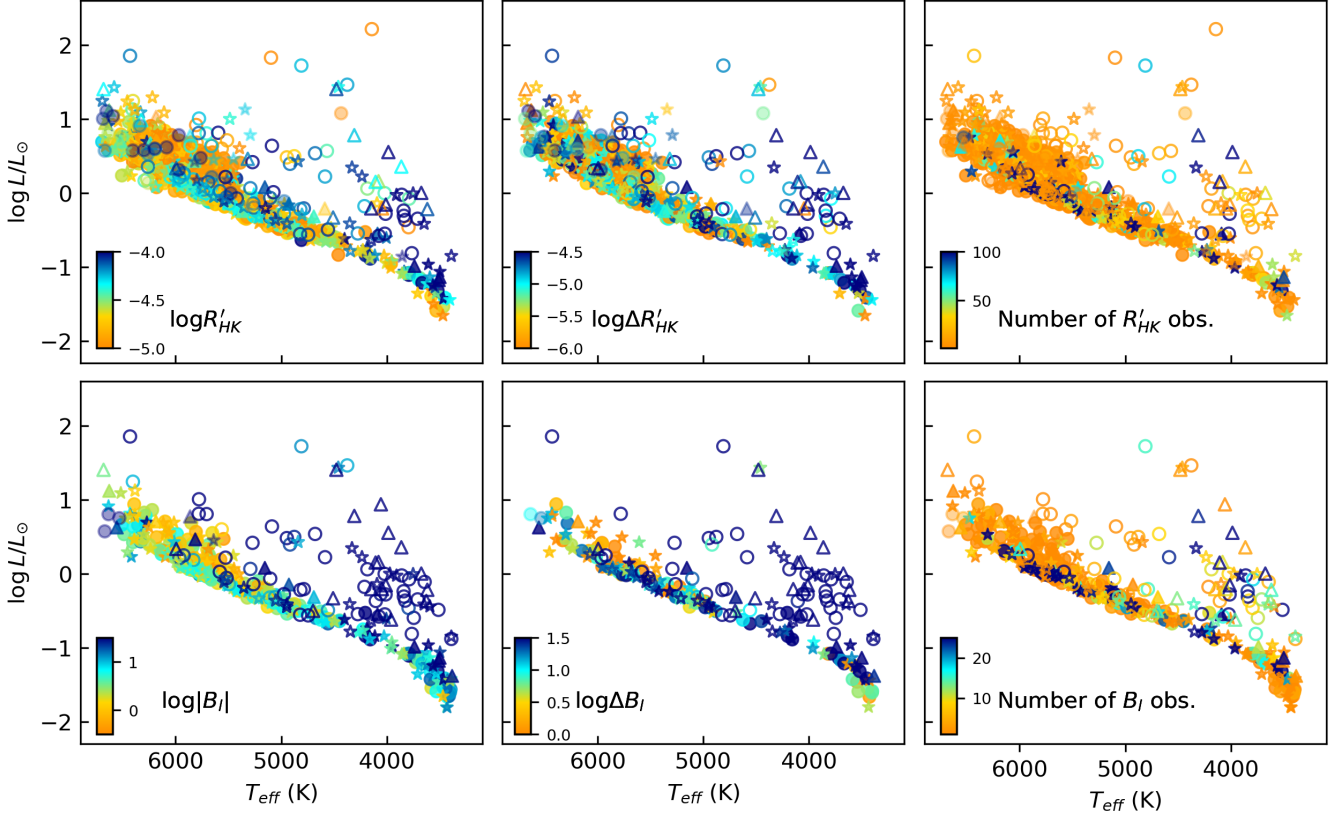 2
1
0
−1
−2
log L/L⊙
−4.0
−4.5
−5.0
logR′HK
−4.5
−5.0
−5.5
−6.0
logΔR′HK
100
50
Number of R′HK obs.
2
1
0
−1
−2
log L/L⊙
1
0
log|Bl|
6000 5000 4000
Teff (K)
1.5
1.0
0.5
0.0
logΔBl
6000 5000 4000
Teff (K)
20
10
Number of Bl obs.
6000 5000 4000
Teff (K)